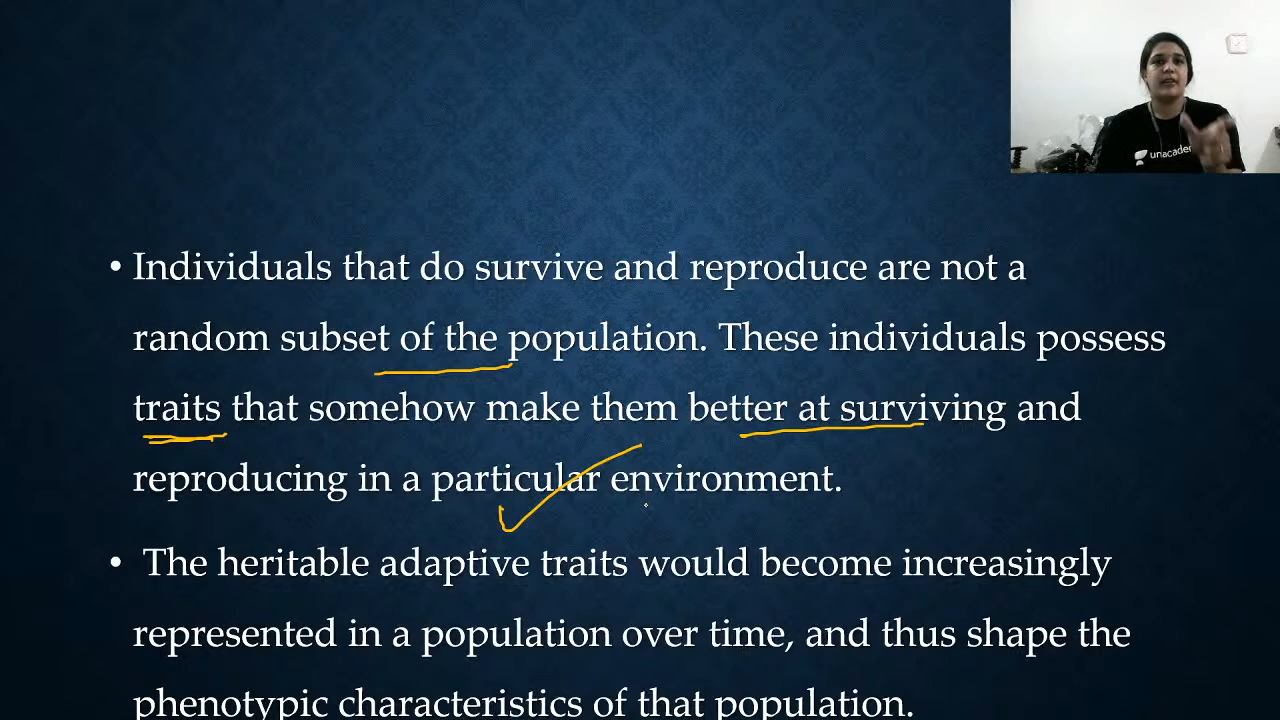 unacader
• Individuals that do survive and reproduce are not a
random subset of the population. These individuals possess
traits that somehow make them better at surviving and
reproducing in a particular environment.
• The heritable adaptive traits would become increasingly
represented in a population over time, and thus shape the
phenotypic characteristics of that population.